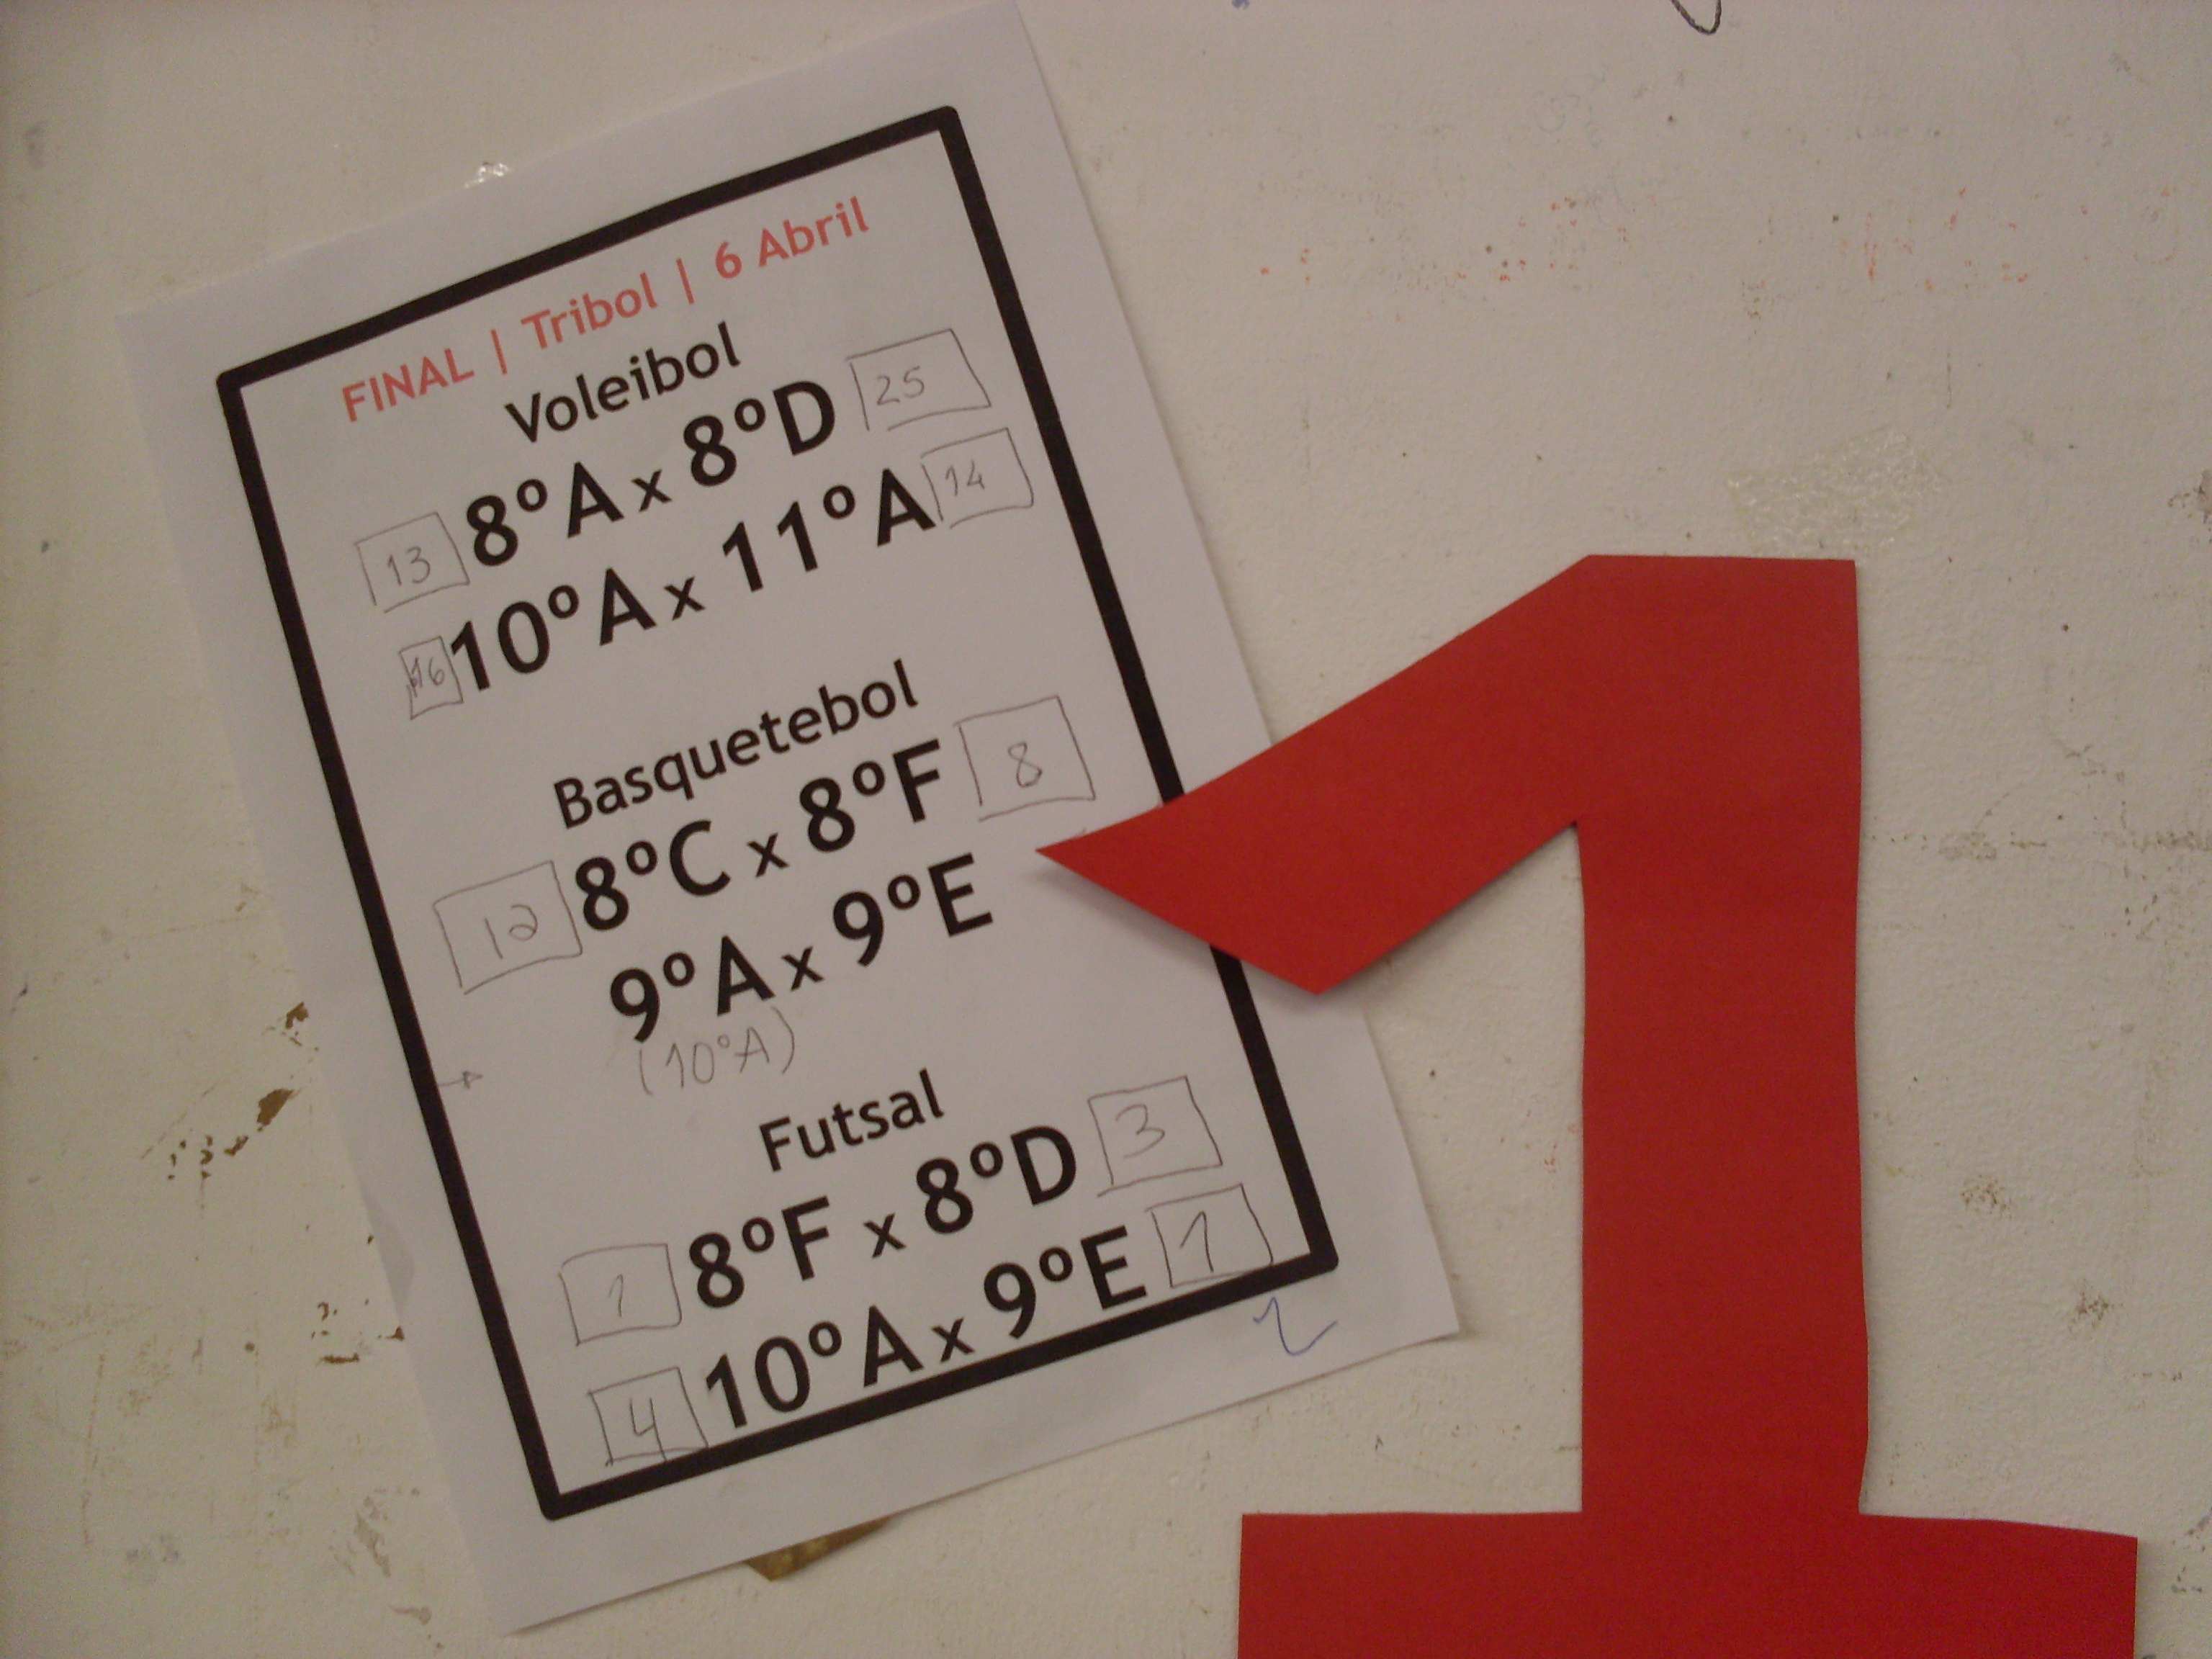 FINAL | Tribol | 6 Abril
Voleibol
13 8ºA x 8ºD 25
16 10ºA x 11ºA 14
Basquetebol
12 8ºC x 8ºF 8
9ºA x 9ºE
(10ºA)
Futsal
1 8ºF x 8ºD 3
4 10ºA x 9ºE 1
1